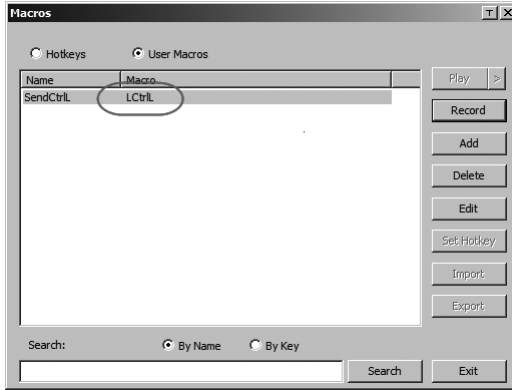 Macros
Hotkeys User Macros
Name Macro
SendCtrlL LCtrlL
Play >
Record
Add
Delete
Edit
Set Hotkey
Import
Export
Search: By Name By Key
Search Exit